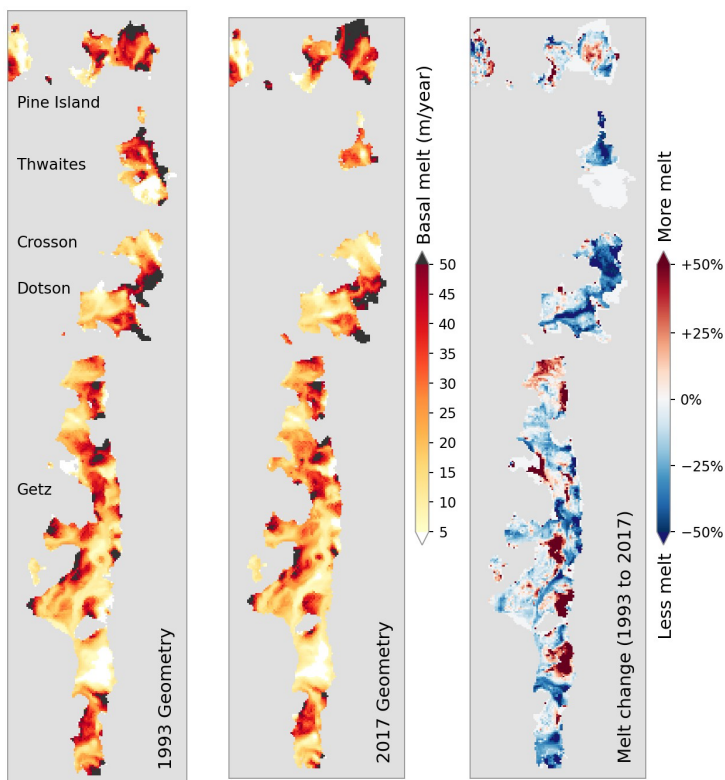 Pine Island
Thwaites
Crosson
Dotson
Getz
1993 Geometry
2017 Geometry
Basal melt (m/year)
50
45
40
35
30
25
20
15
10
5
Melt change (1993 to 2017)
Less melt
More melt
+50%
+25%
0%
−25%
−50%